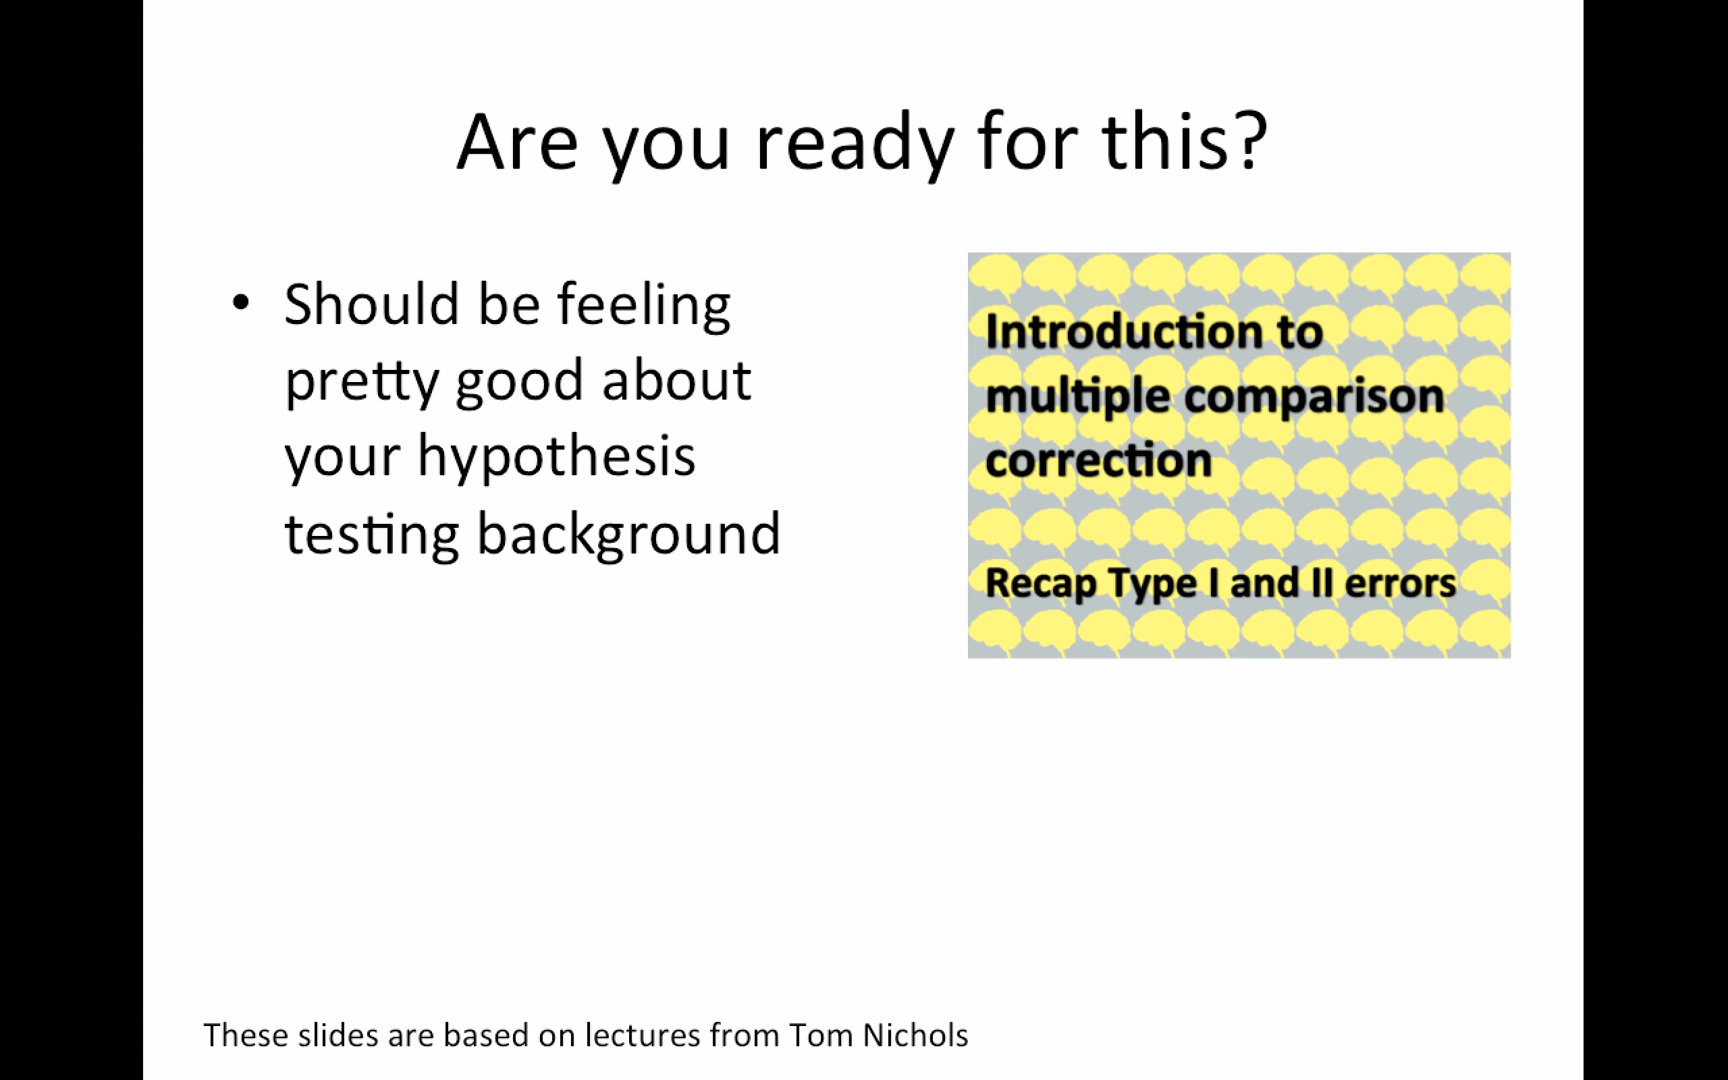 Are you ready for this?
• Should be feeling
pretty good about
your hypothesis
testing background
Introduction to
multiple comparison
correction
Recap Type I and II errors
These slides are based on lectures from Tom Nichols